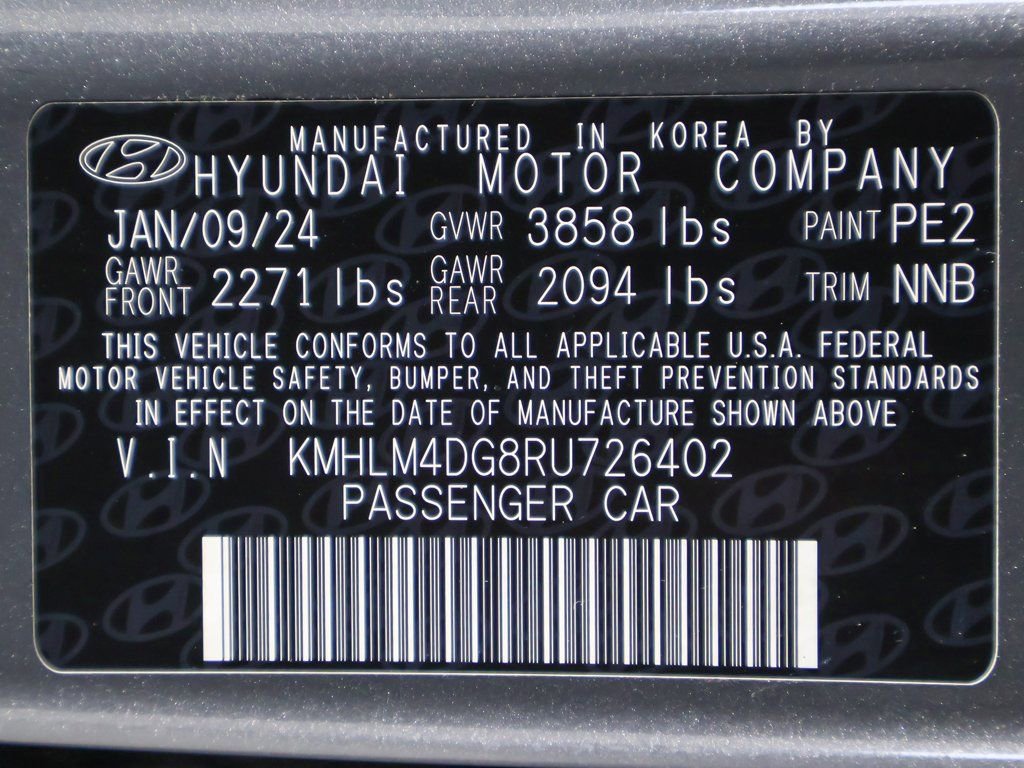 MANUFACTURED IN KOREA BY
HYUNDAI MOTOR COMPANY
JAN/09/24 GVWR 3858 lbs PAINT PE2
GAWR FRONT 2271 lbs GAWR REAR 2094 lbs TRIM NNB
THIS VEHICLE CONFORMS TO ALL APPLICABLE U.S.A. FEDERAL
MOTOR VEHICLE SAFETY, BUMPER, AND THEFT PREVENTION STANDARDS
IN EFFECT ON THE DATE OF MANUFACTURE SHOWN ABOVE
V.I.N KMHLM4DG8RU726402
PASSENGER CAR